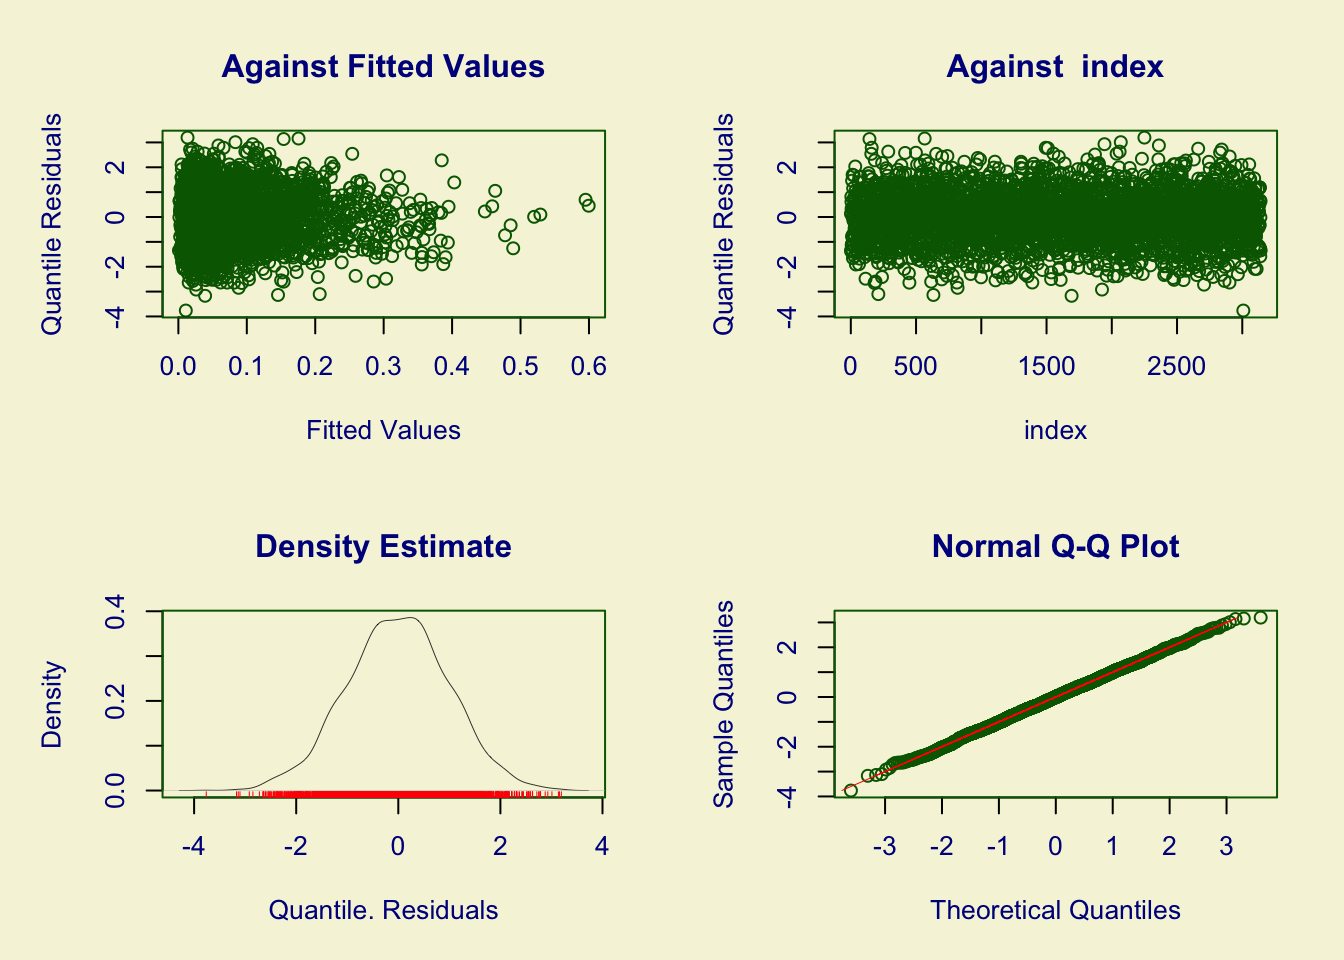 Against Fitted Values
Quantile Residuals
-4 -2 0 2
0.0 0.1 0.2 0.3 0.4 0.5 0.6
Fitted Values
Against  index
Quantile Residuals
-4 -2 0 2
0 500 1500 2500
index
Density Estimate
Density
0.0 0.2 0.4
-4 -2 0 2 4
Quantile. Residuals
Normal Q-Q Plot
Sample Quantiles
-4 -2 0 2
-3 -2 -1 0 1 2 3
Theoretical Quantiles